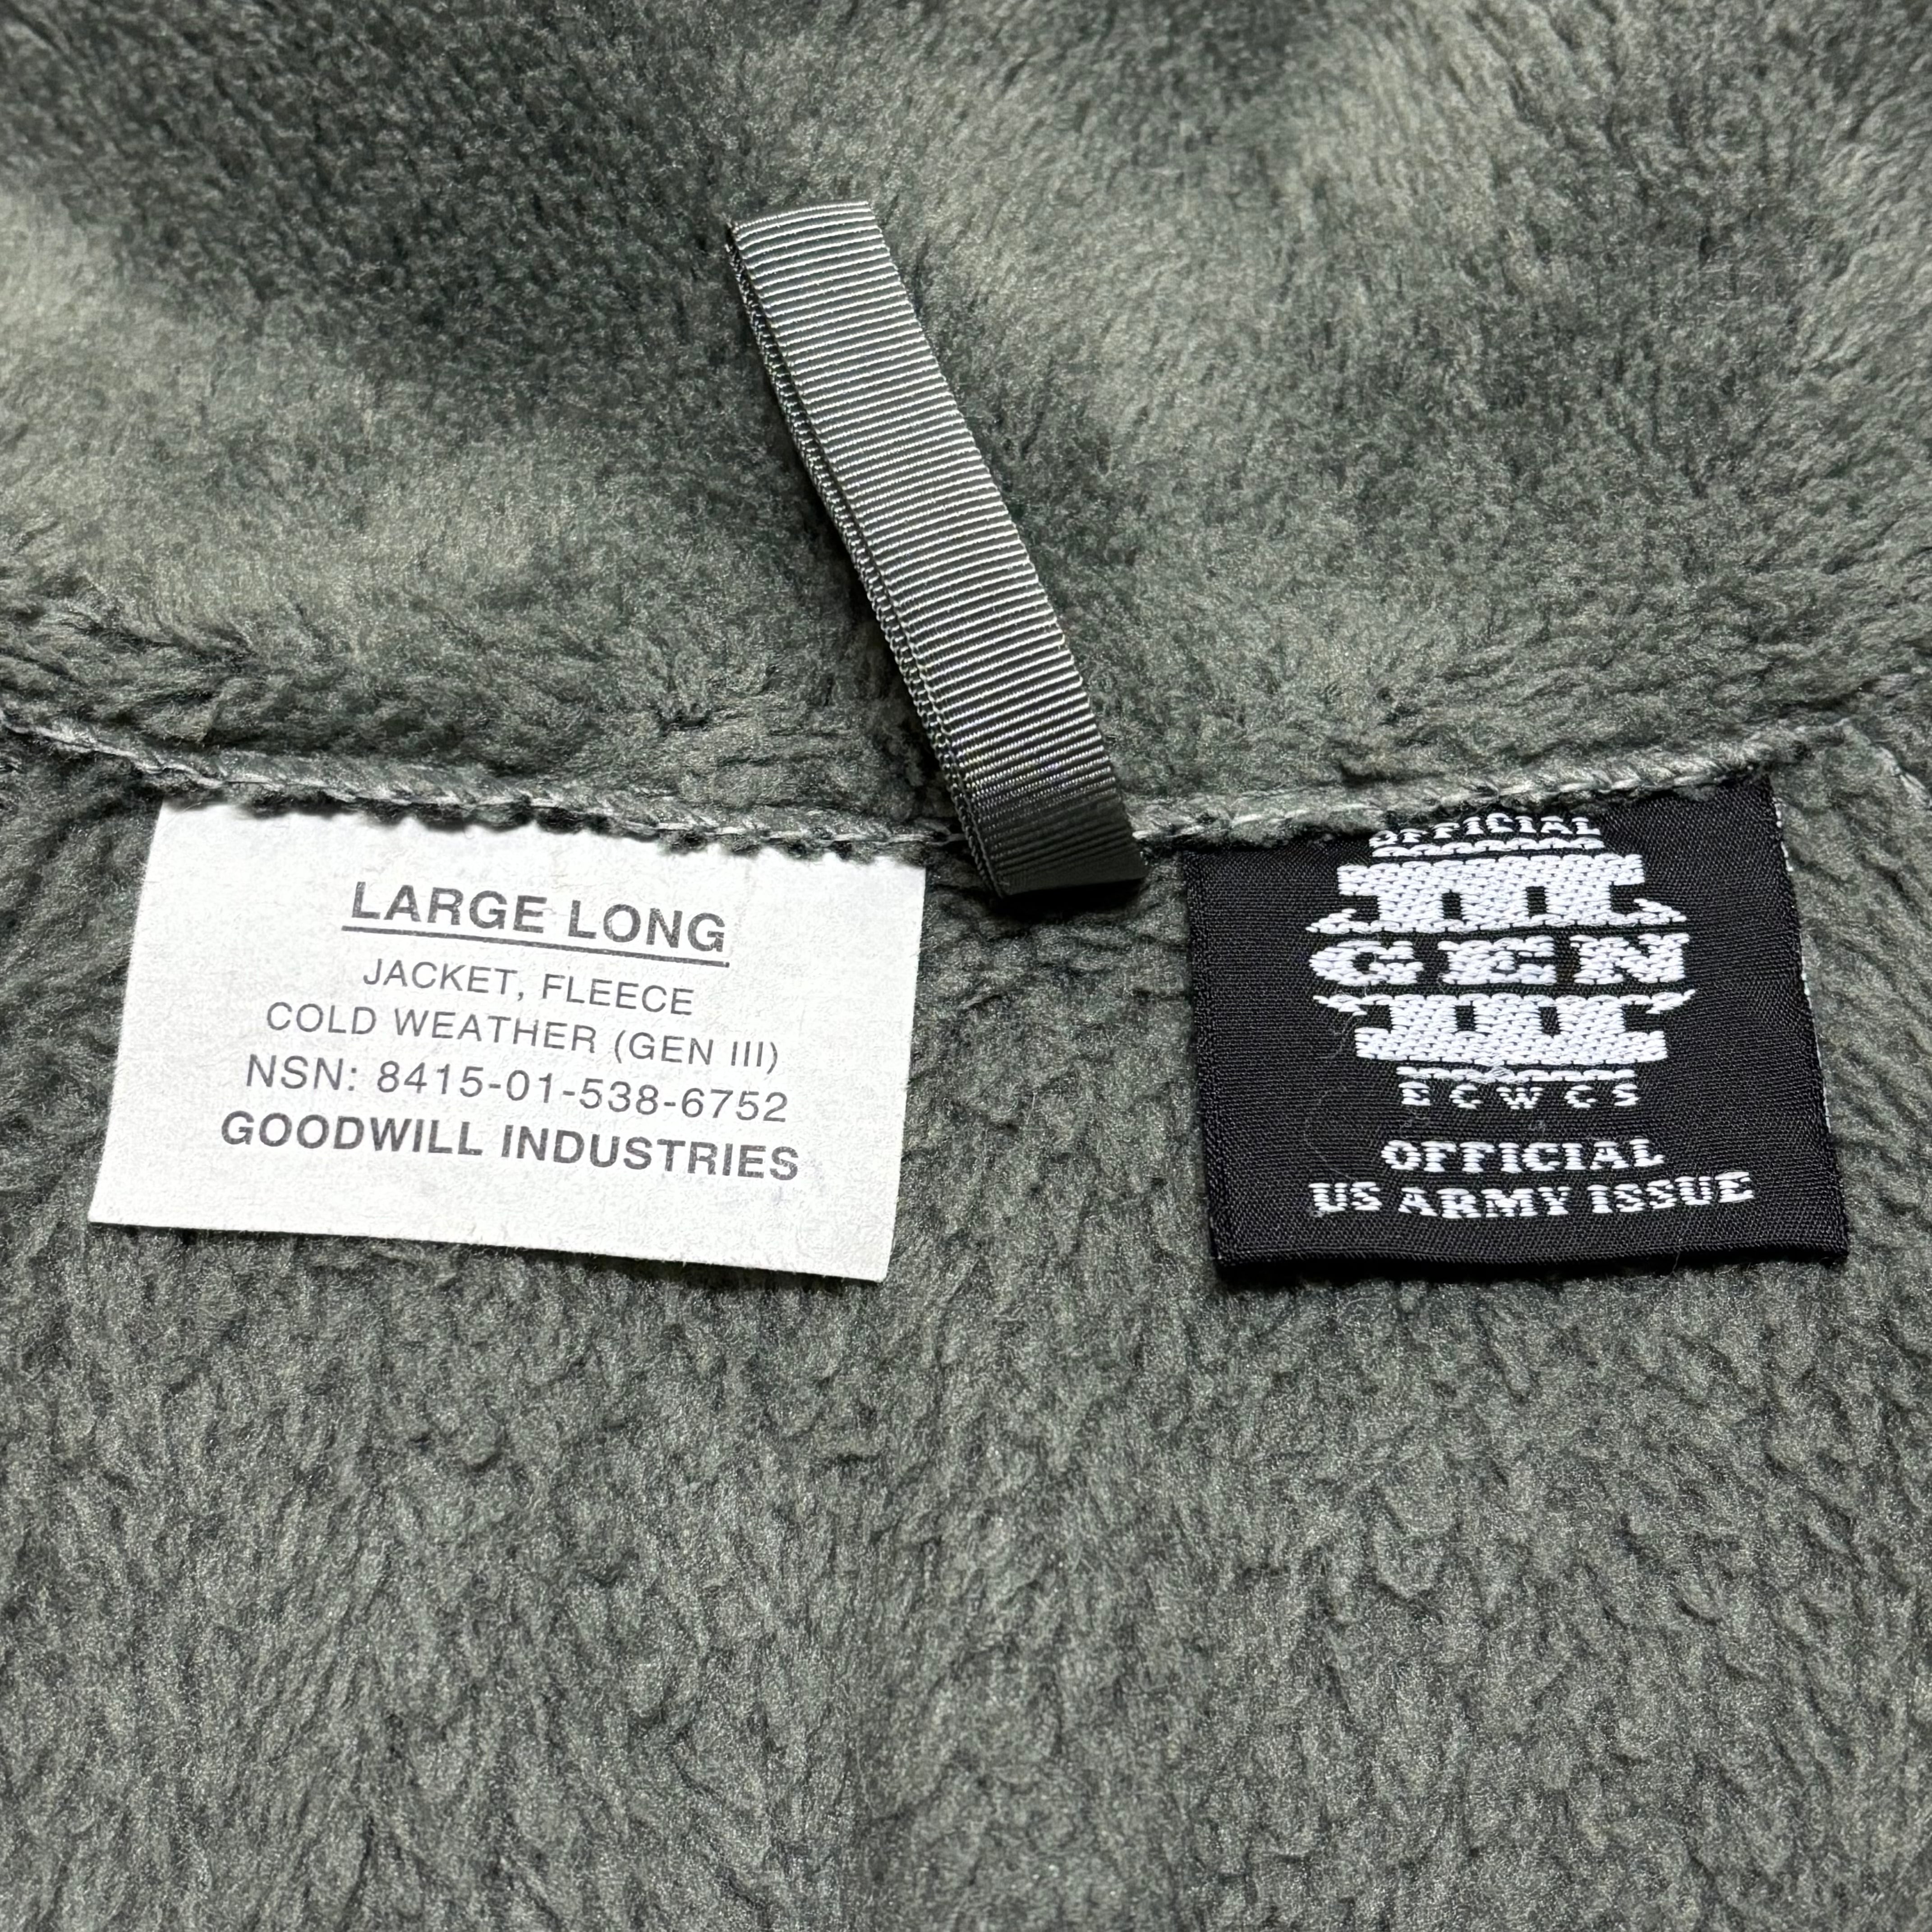 LARGE LONG
JACKET, FLEECE
COLD WEATHER (GEN III)
NSN: 8415-01-538-6752
GOODWILL INDUSTRIES
OFFICIAL
III
GEN
III
ECWCS
OFFICIAL
US ARMY ISSUE